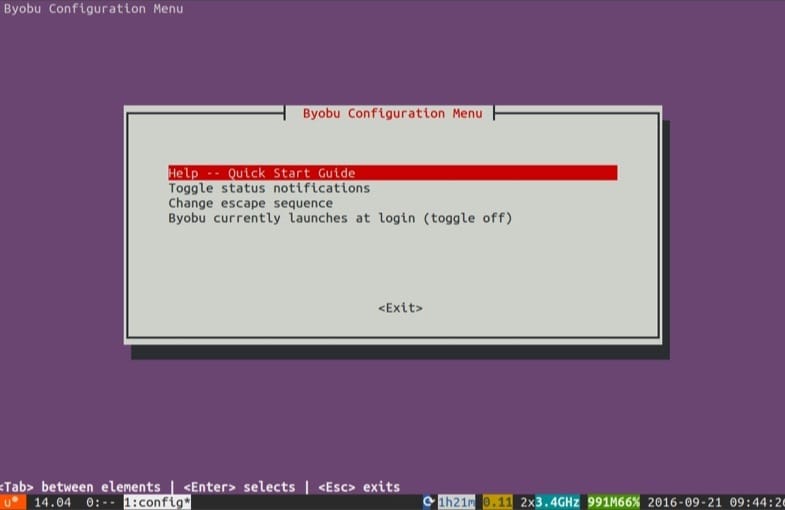 Byobu Configuration Menu
Byobu Configuration Menu
Help -- Quick Start Guide
Toggle status notifications
Change escape sequence
Byobu currently launches at login (toggle off)
<Exit>
<Tab> between elements | <Enter> selects | <Esc> exits
u 14.04 0:-- 1:config* 1h21m 0.11 2x3.4GHz 991M66% 2016-09-21 09:44:26